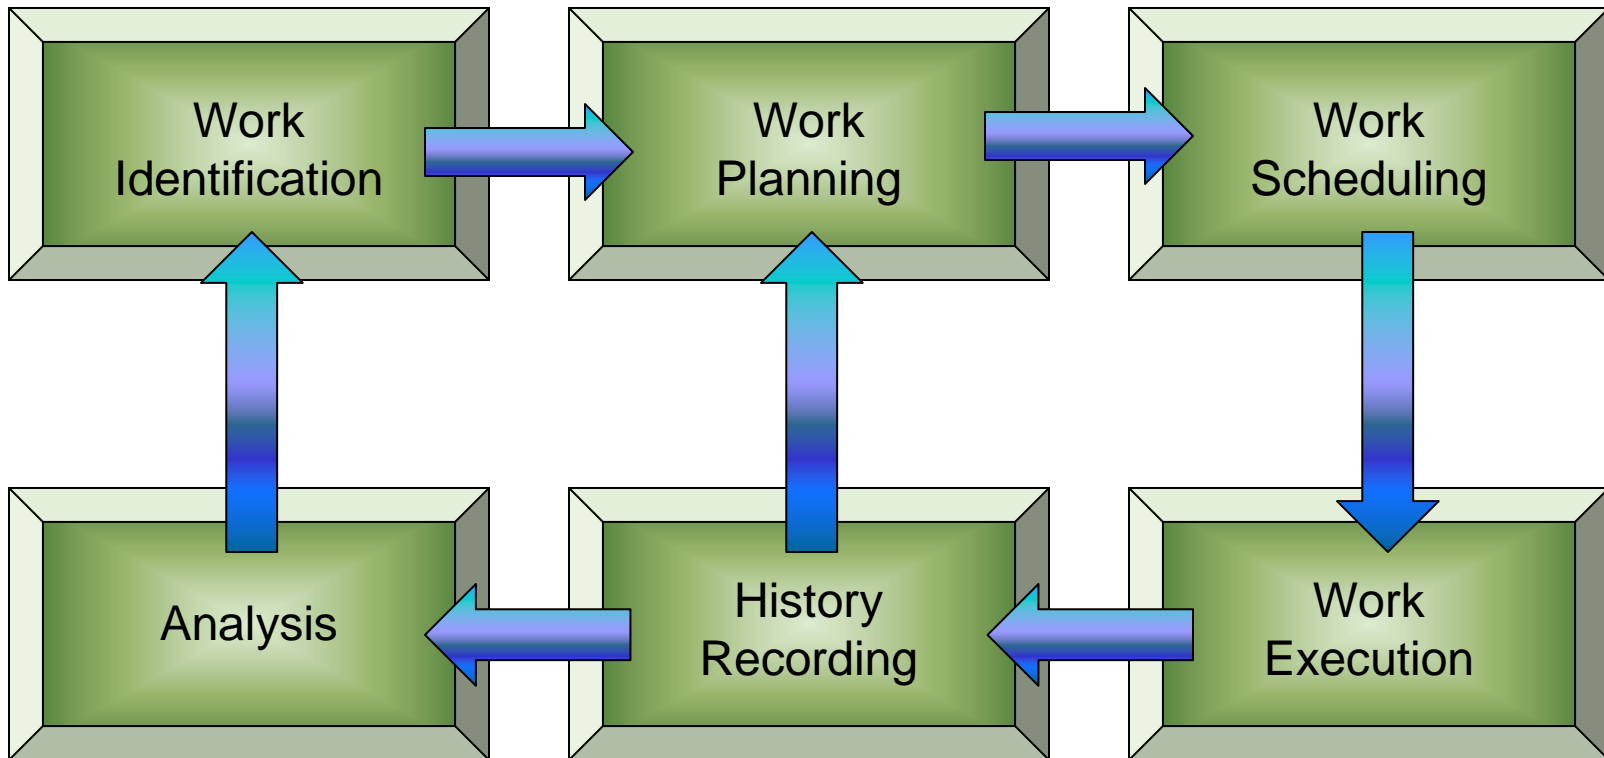 Work
Identification
Work
Planning
Work
Scheduling
Analysis
History
Recording
Work
Execution